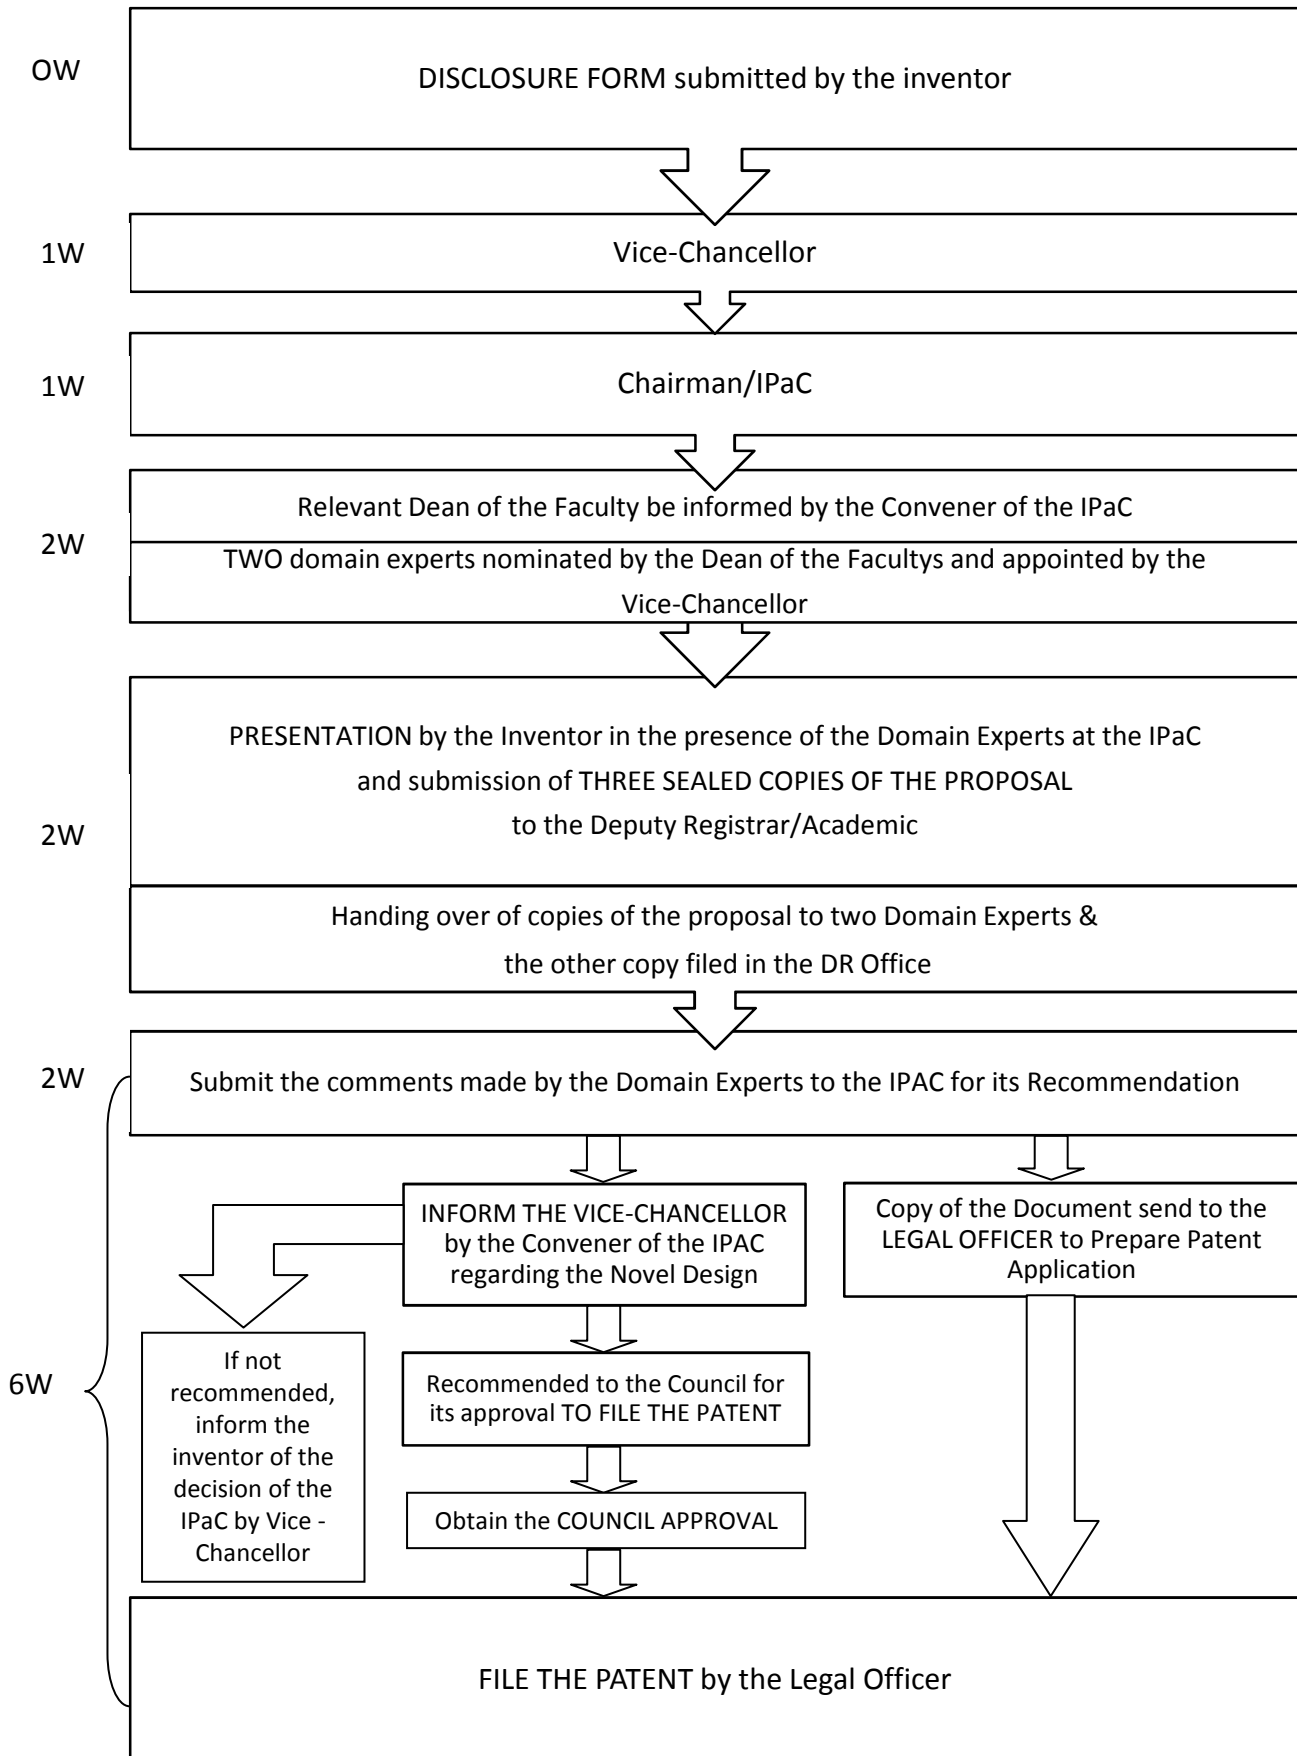 OW
DISCLOSURE FORM submitted by the inventor
1W
Vice-Chancellor
1W
Chairman/IPaC
2W
Relevant Dean of the Faculty be informed by the Convener of the IPaC
TWO domain experts nominated by the Dean of the Facultys and appointed by the
Vice-Chancellor
2W
PRESENTATION by the Inventor in the presence of the Domain Experts at the IPaC
and submission of THREE SEALED COPIES OF THE PROPOSAL
to the Deputy Registrar/Academic
Handing over of copies of the proposal to two Domain Experts &
the other copy filed in the DR Office
2W
Submit the comments made by the Domain Experts to the IPAC for its Recommendation
6W
INFORM THE VICE-CHANCELLOR
by the Convener of the IPAC
regarding the Novel Design
Copy of the Document send to the
LEGAL OFFICER to Prepare Patent
Application
If not
recommended,
inform the
inventor of the
decision of the
IPaC by Vice -
Chancellor
Recommended to the Council for
its approval TO FILE THE PATENT
Obtain the COUNCIL APPROVAL
FILE THE PATENT by the Legal Officer